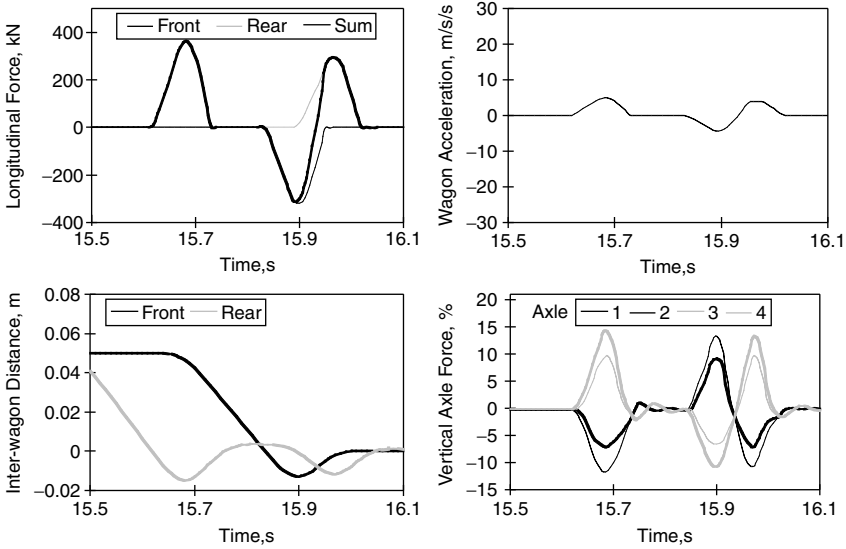 Front Rear Sum
Longitudinal Force, kN
400
200
0
−200
−400
15.5 15.7 15.9 16.1
Time,s
Wagon Acceleration, m/s/s
30
20
10
0
−10
−20
−30
15.5 15.7 15.9 16.1
Time,s
Front Rear
Inter-wagon Distance, m
0.08
0.06
0.04
0.02
0
−0.02
15.5 15.7 15.9 16.1
Time,s
Axle 1 2 3 4
Vertical Axle Force, %
20
15
10
5
0
−5
−10
−15
15.5 15.7 15.9 16.1
Time,s